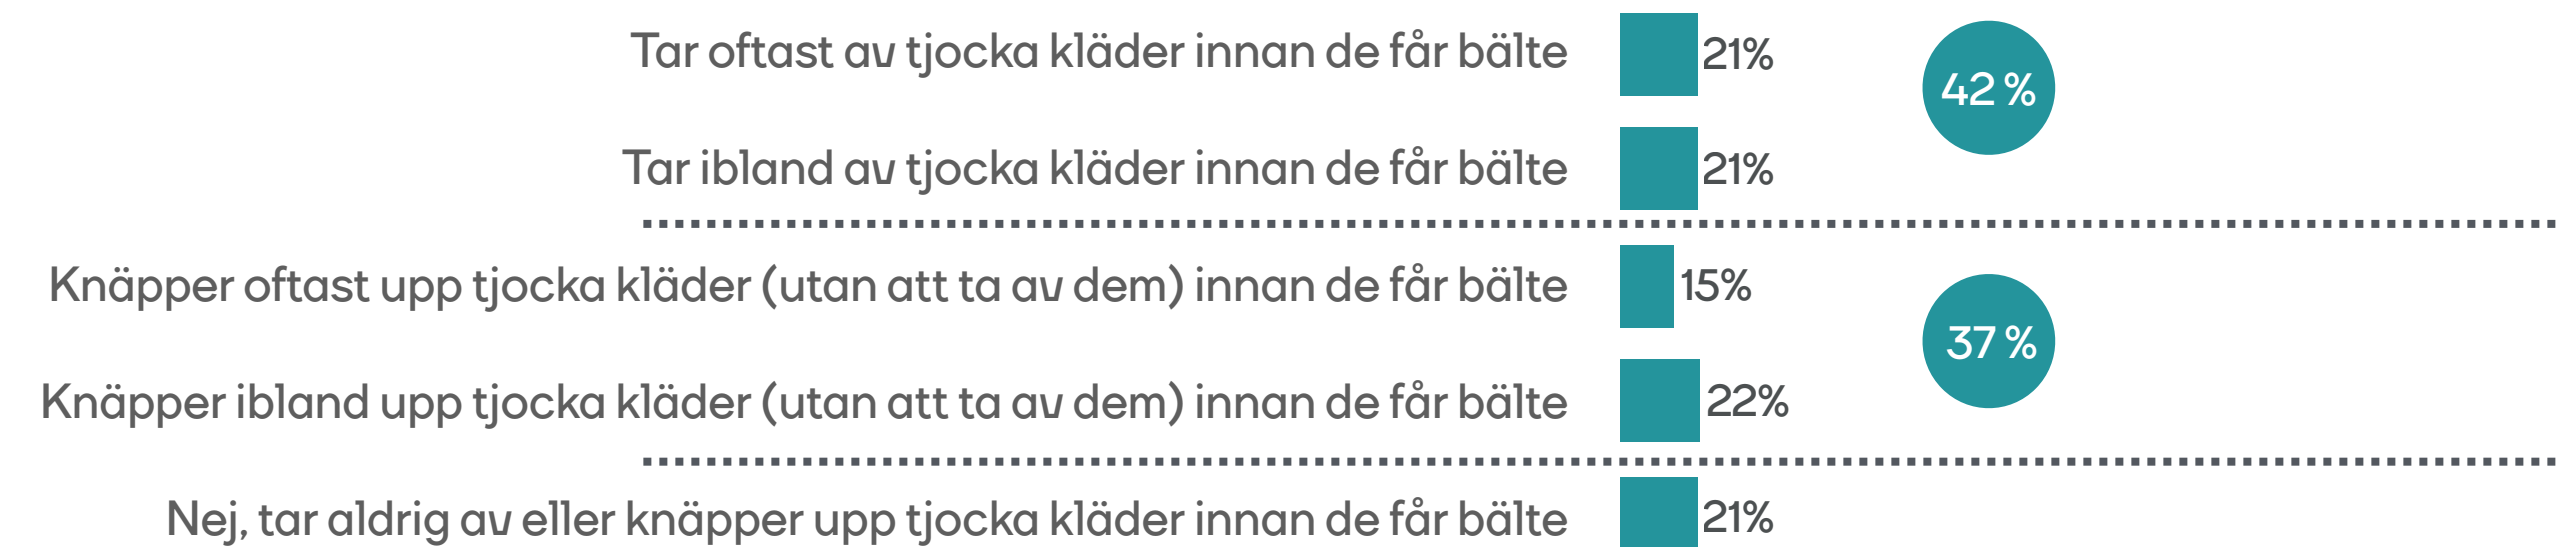 Tar oftast av tjocka kläder innan de får bälte 21%
42 %
Tar ibland av tjocka kläder innan de får bälte 21%
Knäpper oftast upp tjocka kläder (utan att ta av dem) innan de får bälte 15%
37 %
Knäpper ibland upp tjocka kläder (utan att ta av dem) innan de får bälte 22%
Nej, tar aldrig av eller knäpper upp tjocka kläder innan de får bälte 21%